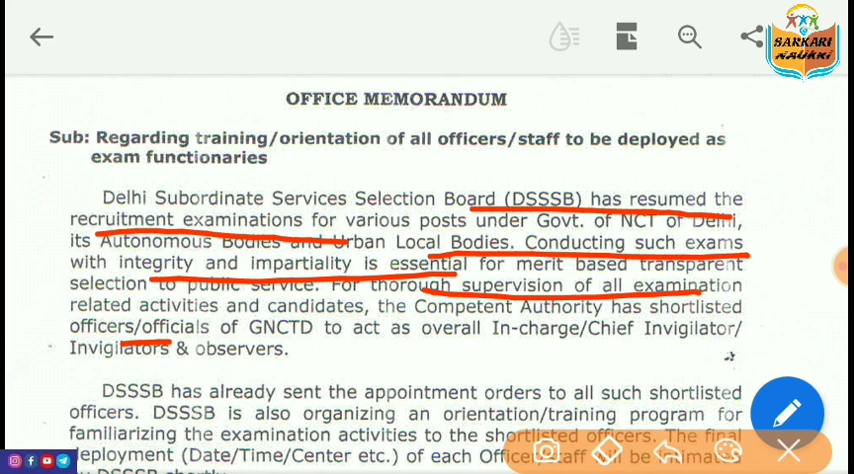 SARKARI
NAUKRI
OFFICE MEMORANDUM
Sub: Regarding training/orientation of all officers/staff to be deployed as
exam functionaries
Delhi Subordinate Services Selection Board (DSSSB) has resumed the
recruitment examinations for various posts under Govt. of NCT of Delhi,
its Autonomous Bodies and Urban Local Bodies. Conducting such exams
with integrity and impartiality is essential for merit based transparent
selection to public service. For thorough supervision of all examination
related activities and candidates, the Competent Authority has shortlisted
officers/officials of GNCTD to act as overall In-charge/Chief Invigilator/
Invigilators & observers.
DSSSB has already sent the appointment orders to all such shortlisted
officers. DSSSB is also organizing an orientation/training program for
familiarizing the examination activities to the shortlisted officers. The final
deployment (Date/Time/Center etc.) of each
DSSSB shortly